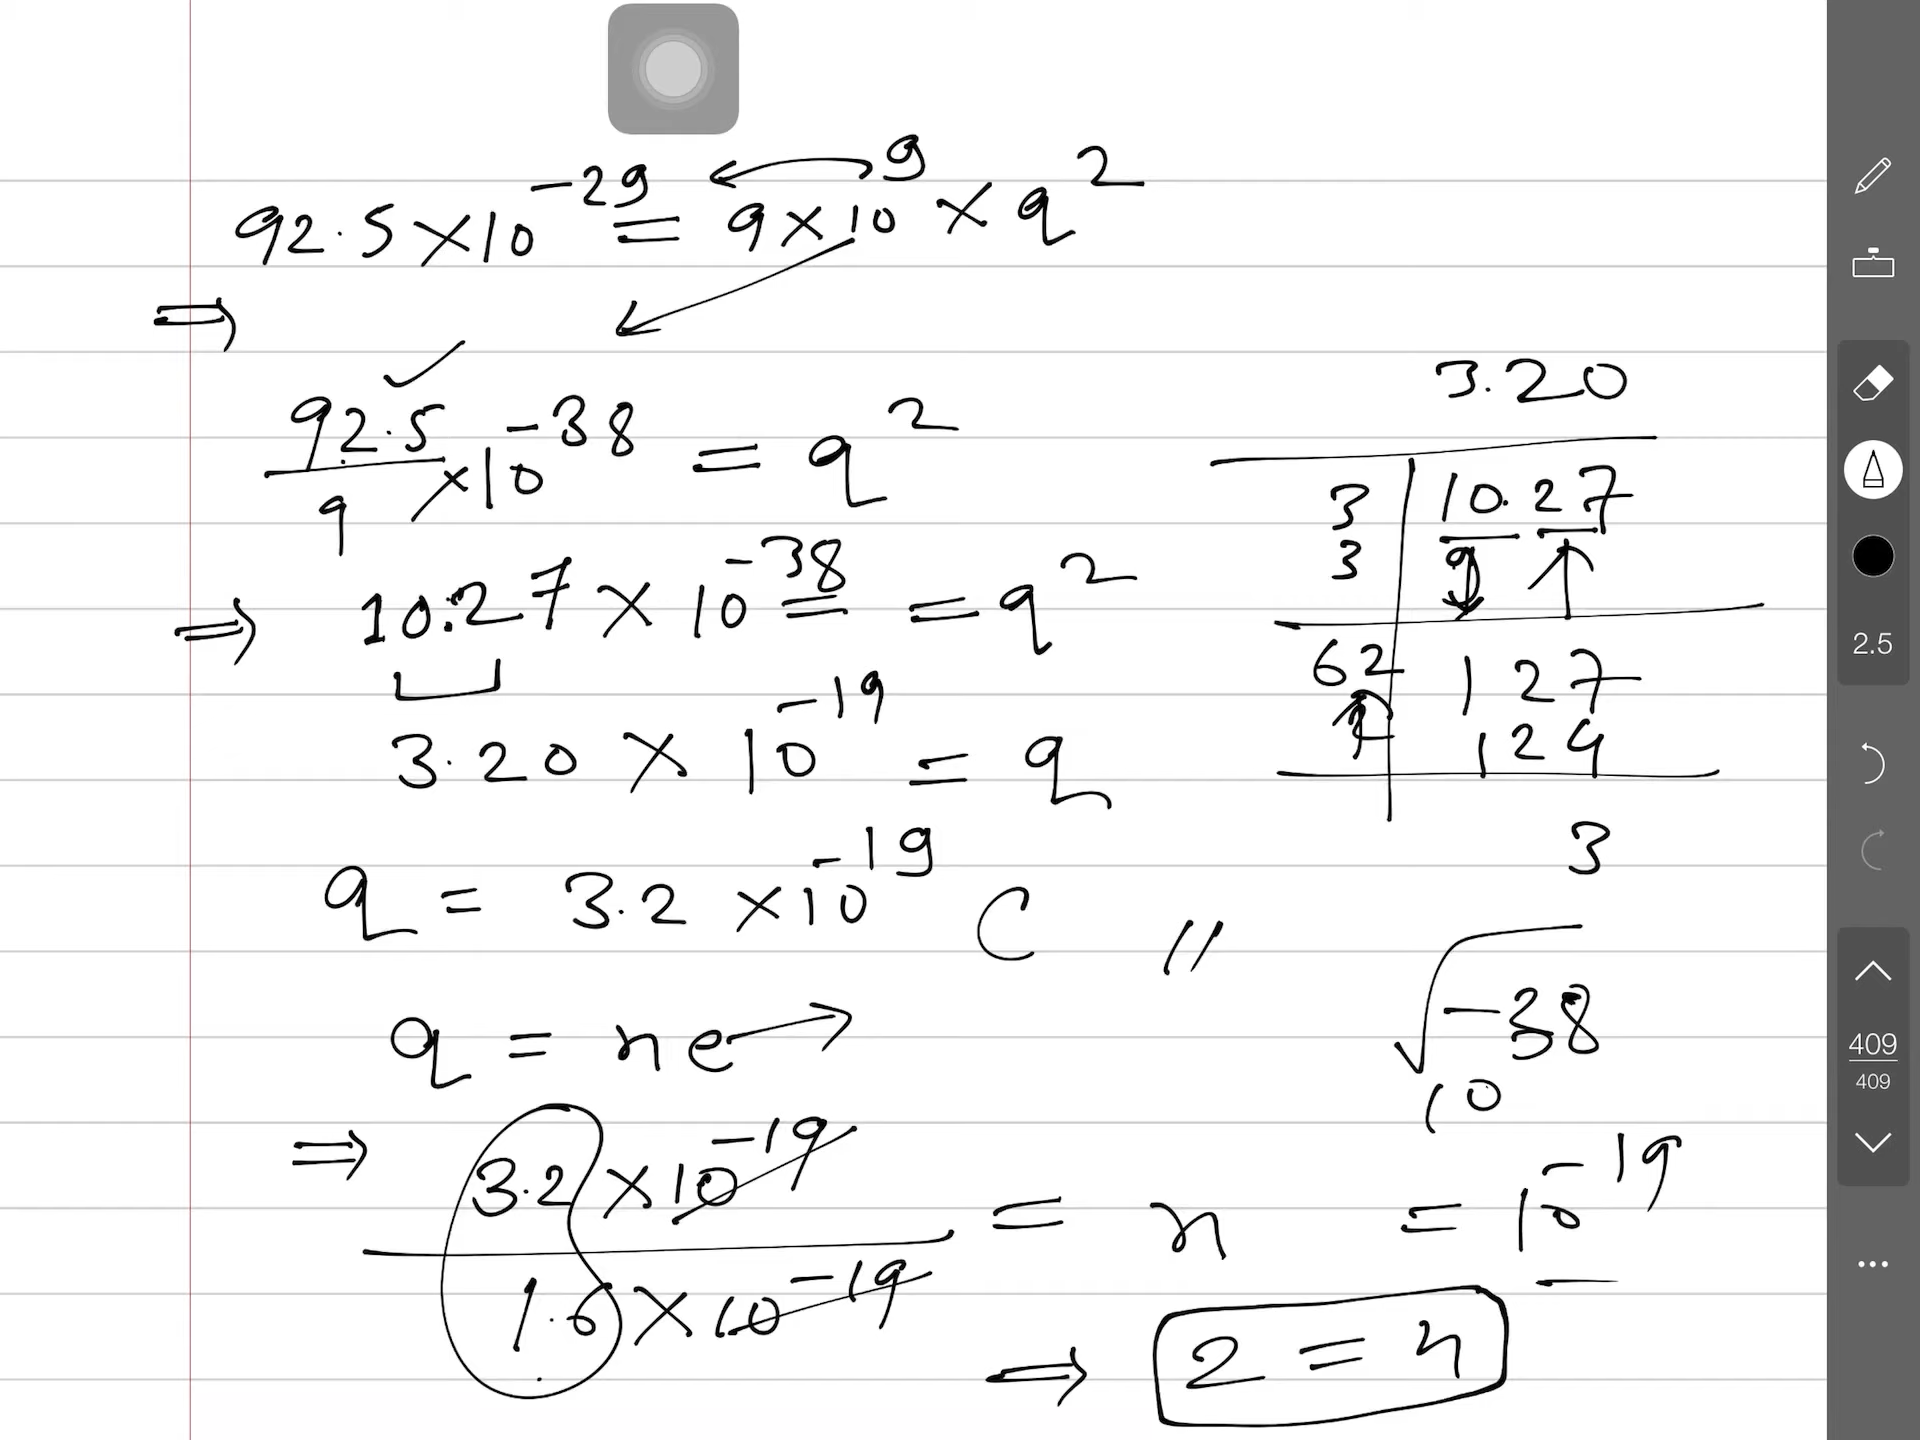 92.5 × 10^-29 = 9 × 10^9 × q^2
⇒
92.5/9 × 10^-38 = q^2
⇒ 10.27 × 10^-38 = q^2
3.20 × 10^-19 = q
q = 3.2 × 10^-19 C //
q = ne →
⇒ 3.2 × 10^-19 / 1.6 × 10^-19 = n
⇒ 2 = n
3.20
3 | 10.27
3 | 9
62 | 127
124
3
√10^-38
= 10^-19
2.5
409
409